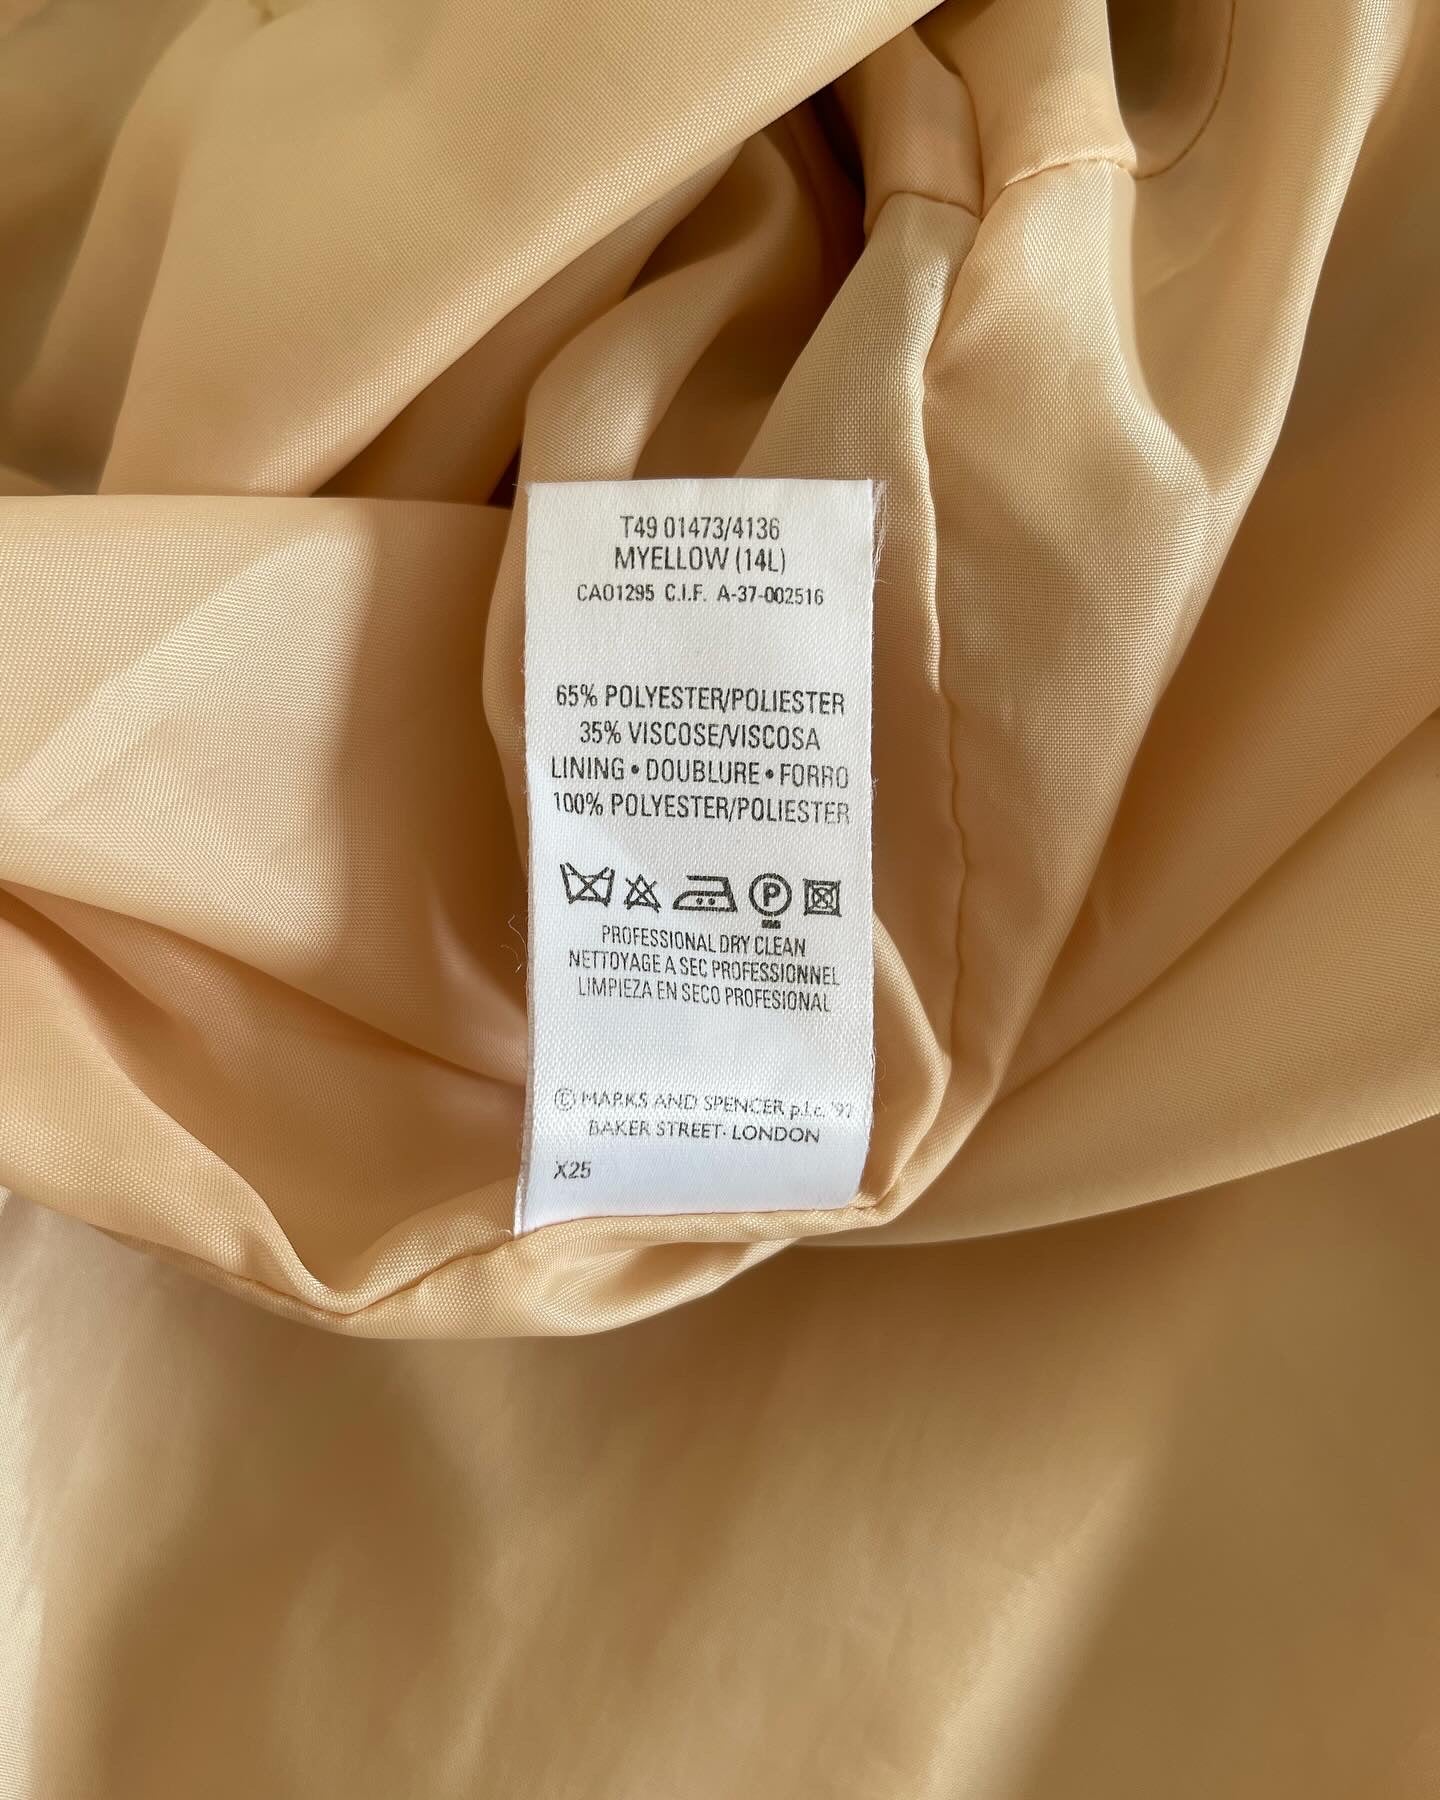 T49 01473/4136
MYELLOW (14L)
CA01295 C.I.F. A-37-002516
65% POLYESTER/POLIESTER
35% VISCOSE/VISCOSA
LINING • DOUBLURE • FORRO
100% POLYESTER/POLIESTER
P
PROFESSIONAL DRY CLEAN
NETTOYAGE A SEC PROFESSIONNEL
LIMPIEZA EN SECO PROFESIONAL
© MARKS AND SPENCER p.l.c.
BAKER STREET· LONDON
X25